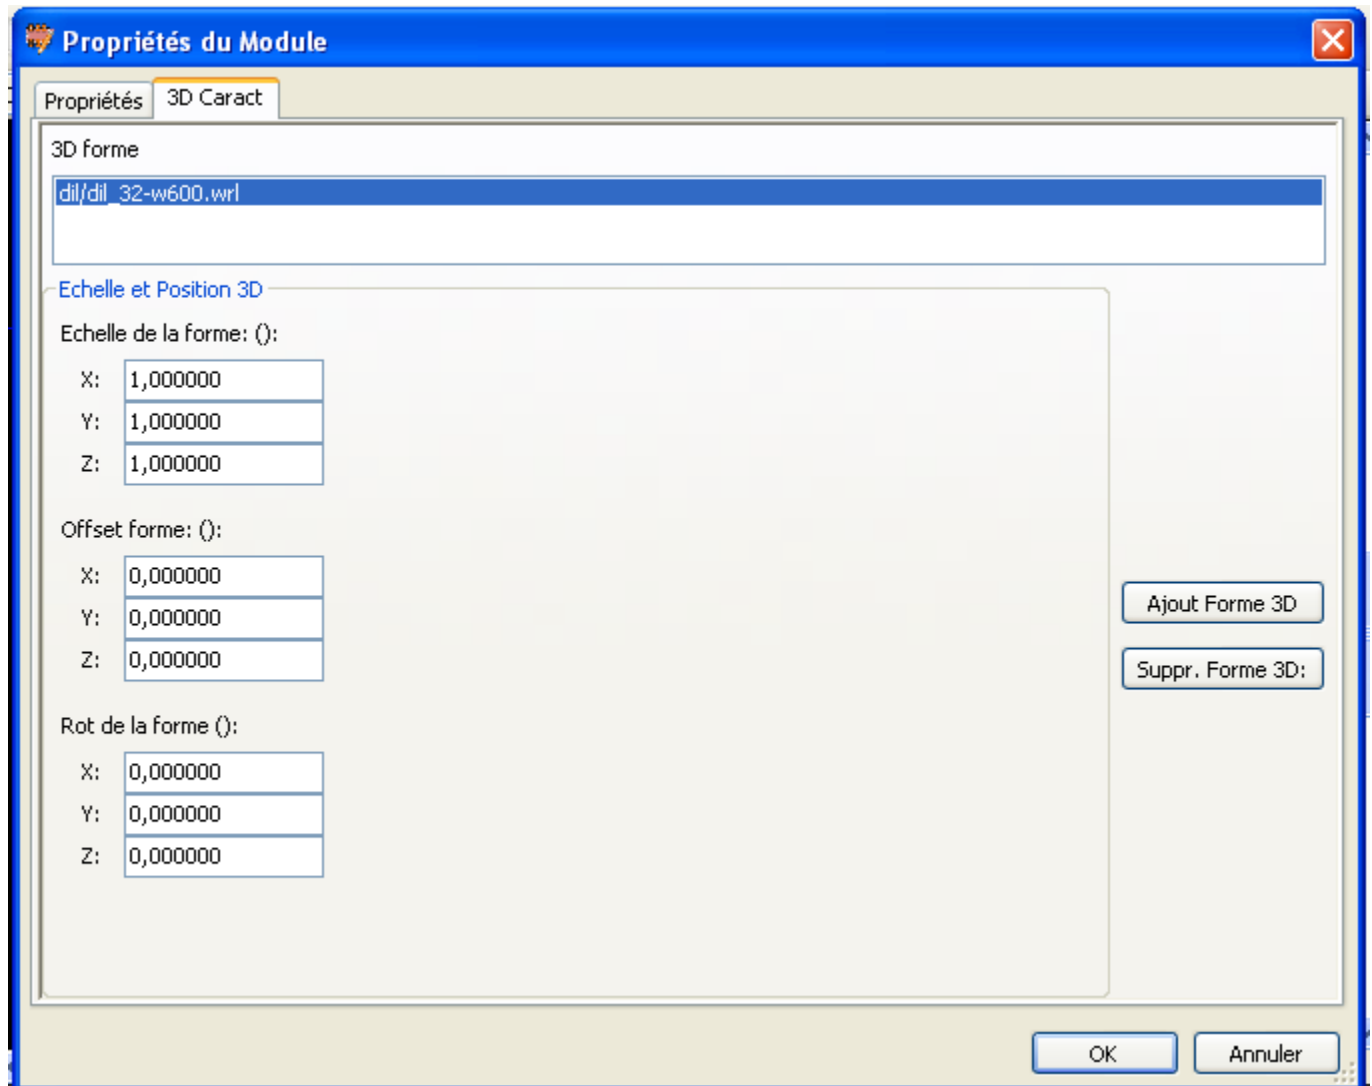 Propriétés du Module
Propriétés 3D Caract
3D forme
dil/dil_32-w600.wrl
Echelle et Position 3D
Echelle de la forme: ():
X: 1,000000
Y: 1,000000
Z: 1,000000
Offset forme: ():
X: 0,000000
Y: 0,000000
Z: 0,000000
Ajout Forme 3D
Suppr. Forme 3D:
Rot de la forme ():
X: 0,000000
Y: 0,000000
Z: 0,000000
OK Annuler